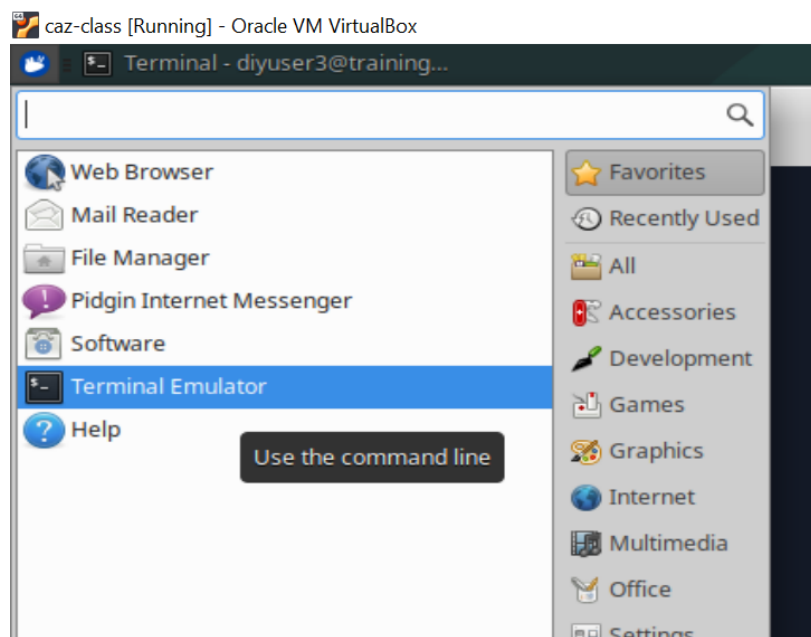 caz-class [Running] - Oracle VM VirtualBox
Terminal - diyuser3@training...
Web Browser
Mail Reader
File Manager
Pidgin Internet Messenger
Software
Terminal Emulator
Help
Use the command line
Favorites
Recently Used
All
Accessories
Development
Games
Graphics
Internet
Multimedia
Office
Settings